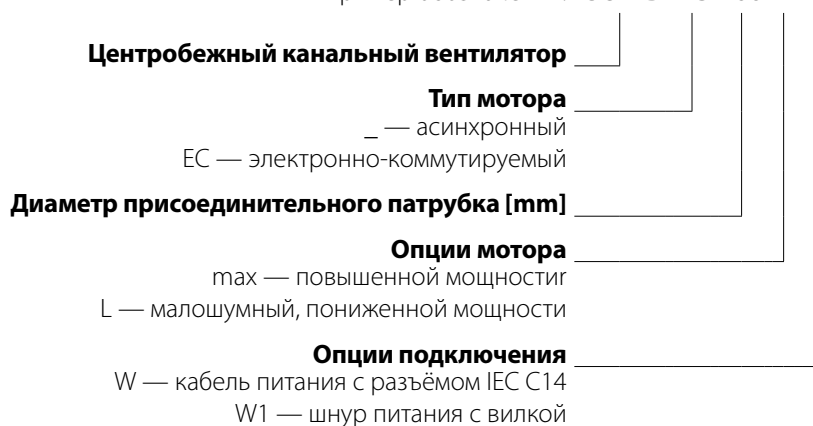 Центробежный канальный вентилятор
Тип мотора
_ — асинхронный
EC — электронно-коммутируемый
Диаметр присоединительного патрубка [mm]
Опции мотора
max — повышенной мощностиr
L — малошумный, пониженной мощности
Опции подключения
W — кабель питания с разъёмом IEC C14
W1 — шнур питания с вилкой